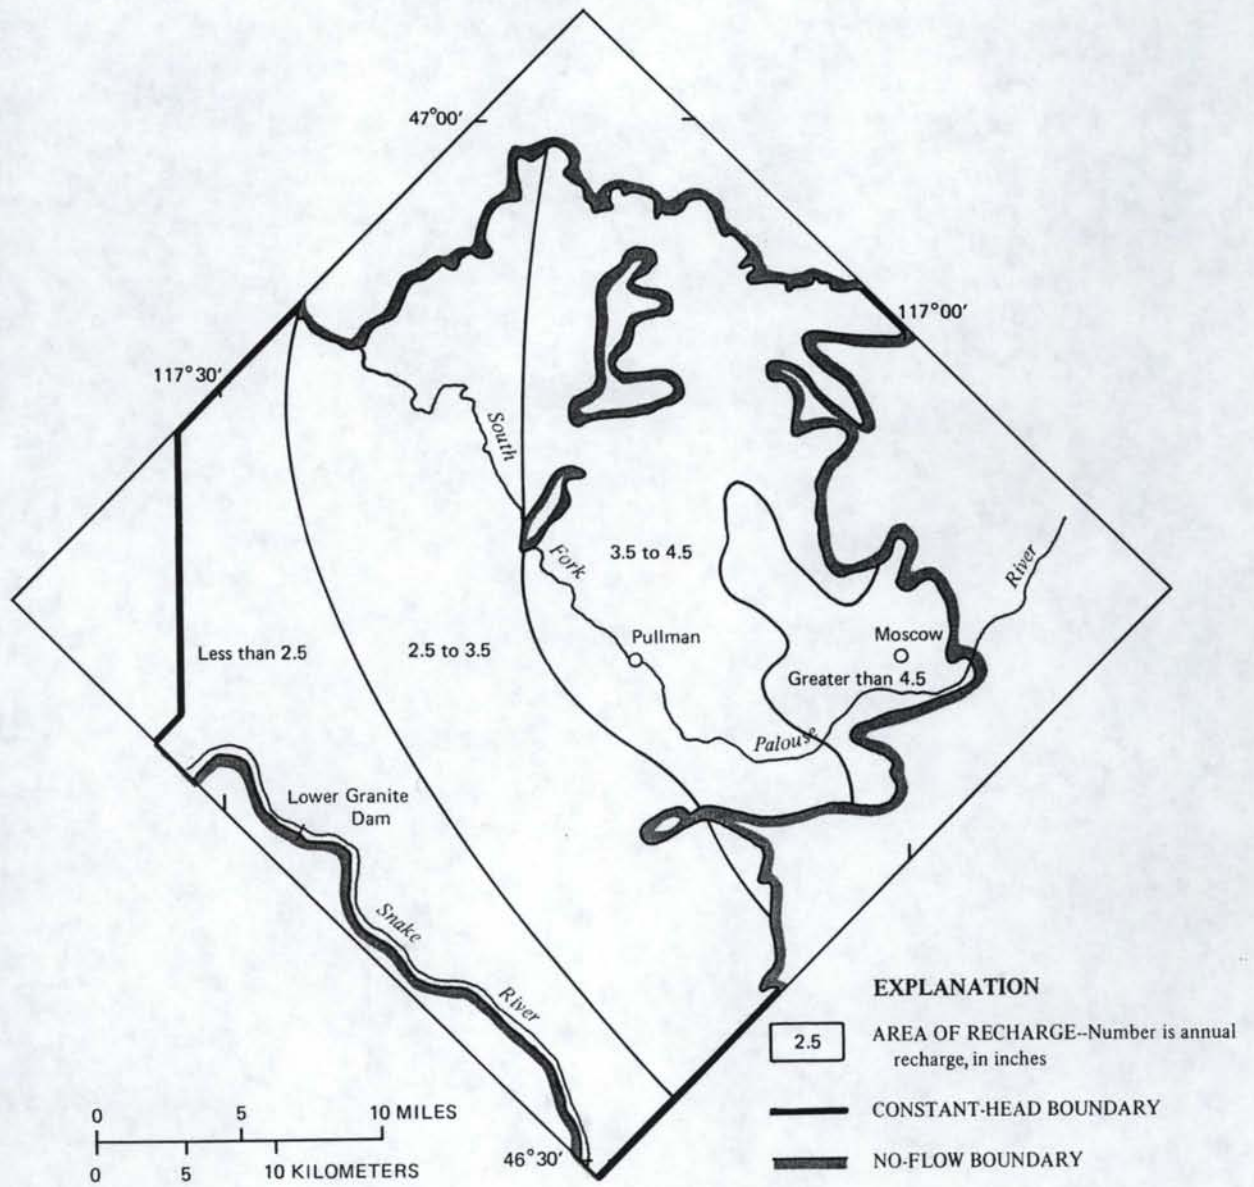 47°00'
117°00'
117°30'
South
Fork
3.5 to 4.5
River
Pullman
Moscow
Less than 2.5
2.5 to 3.5
Greater than 4.5
Palouse
Lower Granite
Dam
Snake
River
EXPLANATION
2.5
AREA OF RECHARGE--Number is annual
recharge, in inches
CONSTANT-HEAD BOUNDARY
NO-FLOW BOUNDARY
0 5 10 MILES
0 5 10 KILOMETERS
46°30'